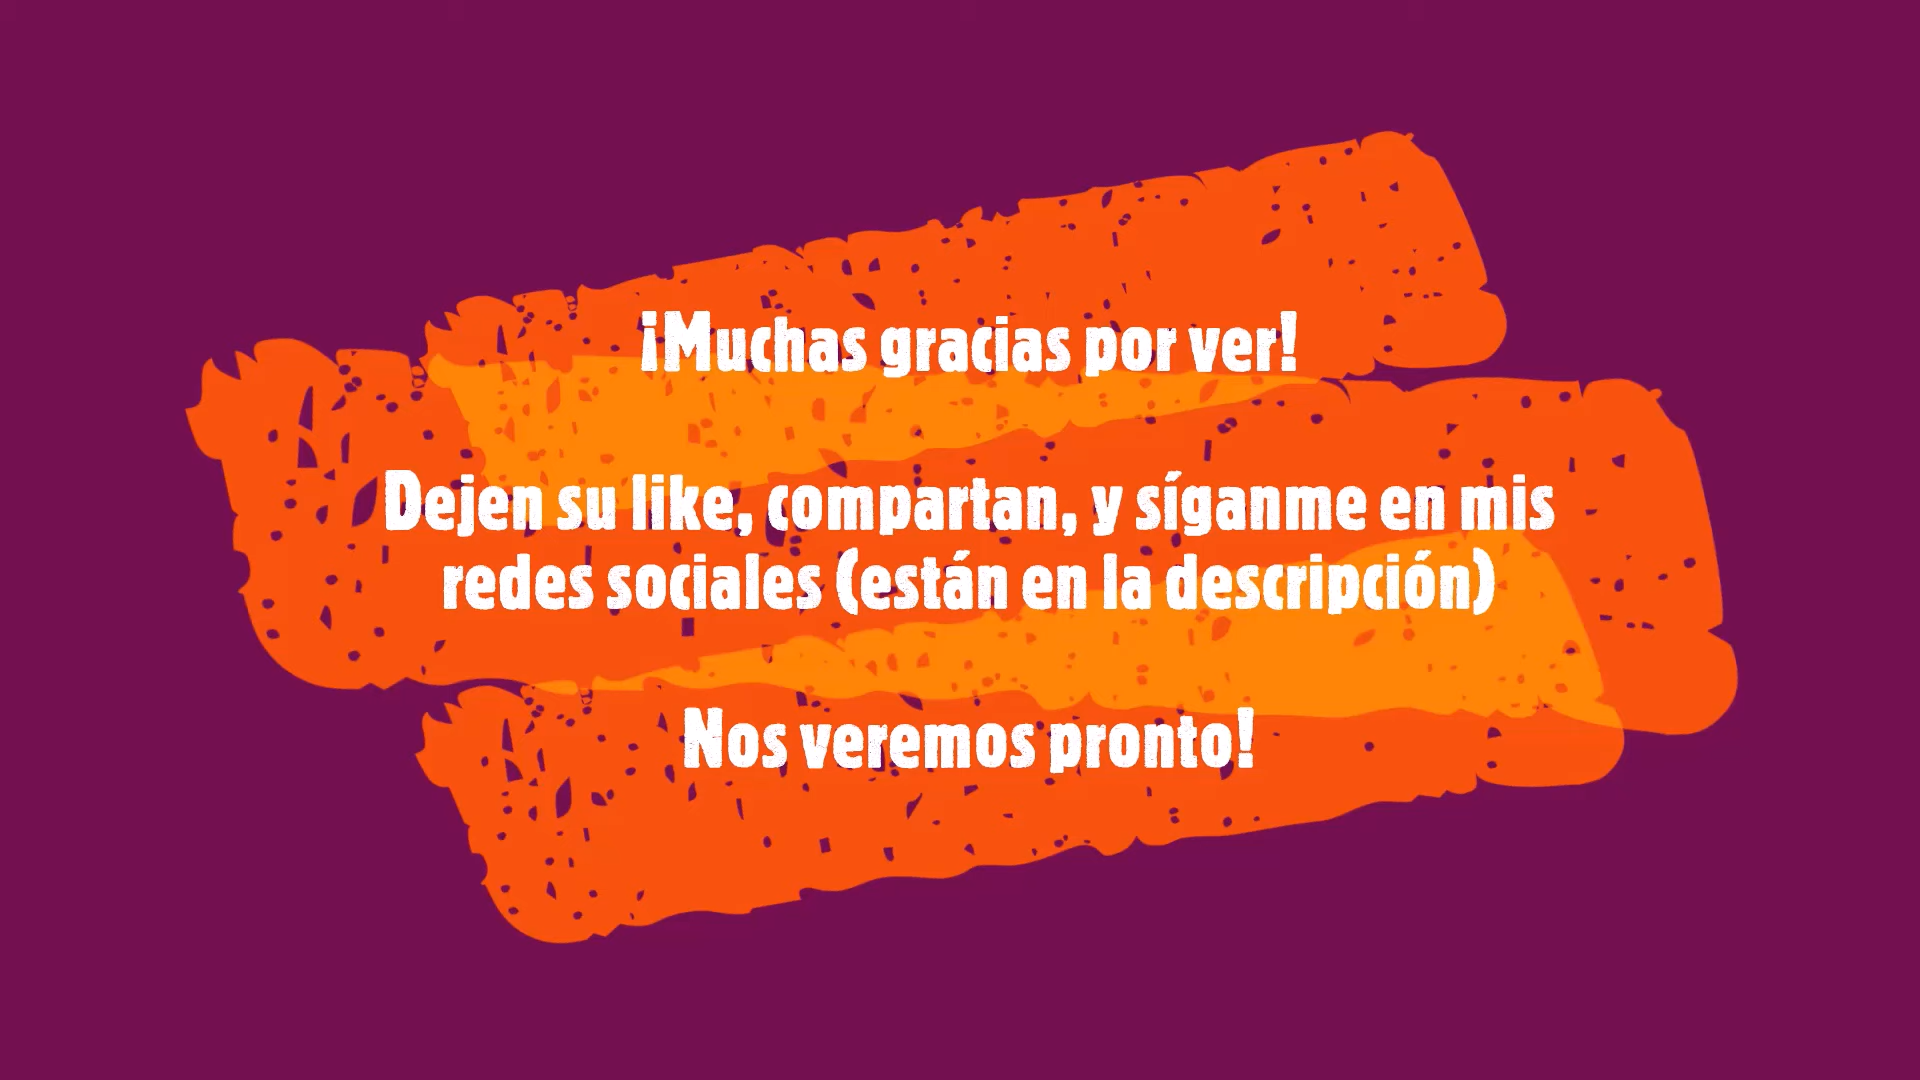 ¡Muchas gracias por ver!
Dejen su like, compartan, y síganme en mis
redes sociales (están en la descripción)
Nos veremos pronto!